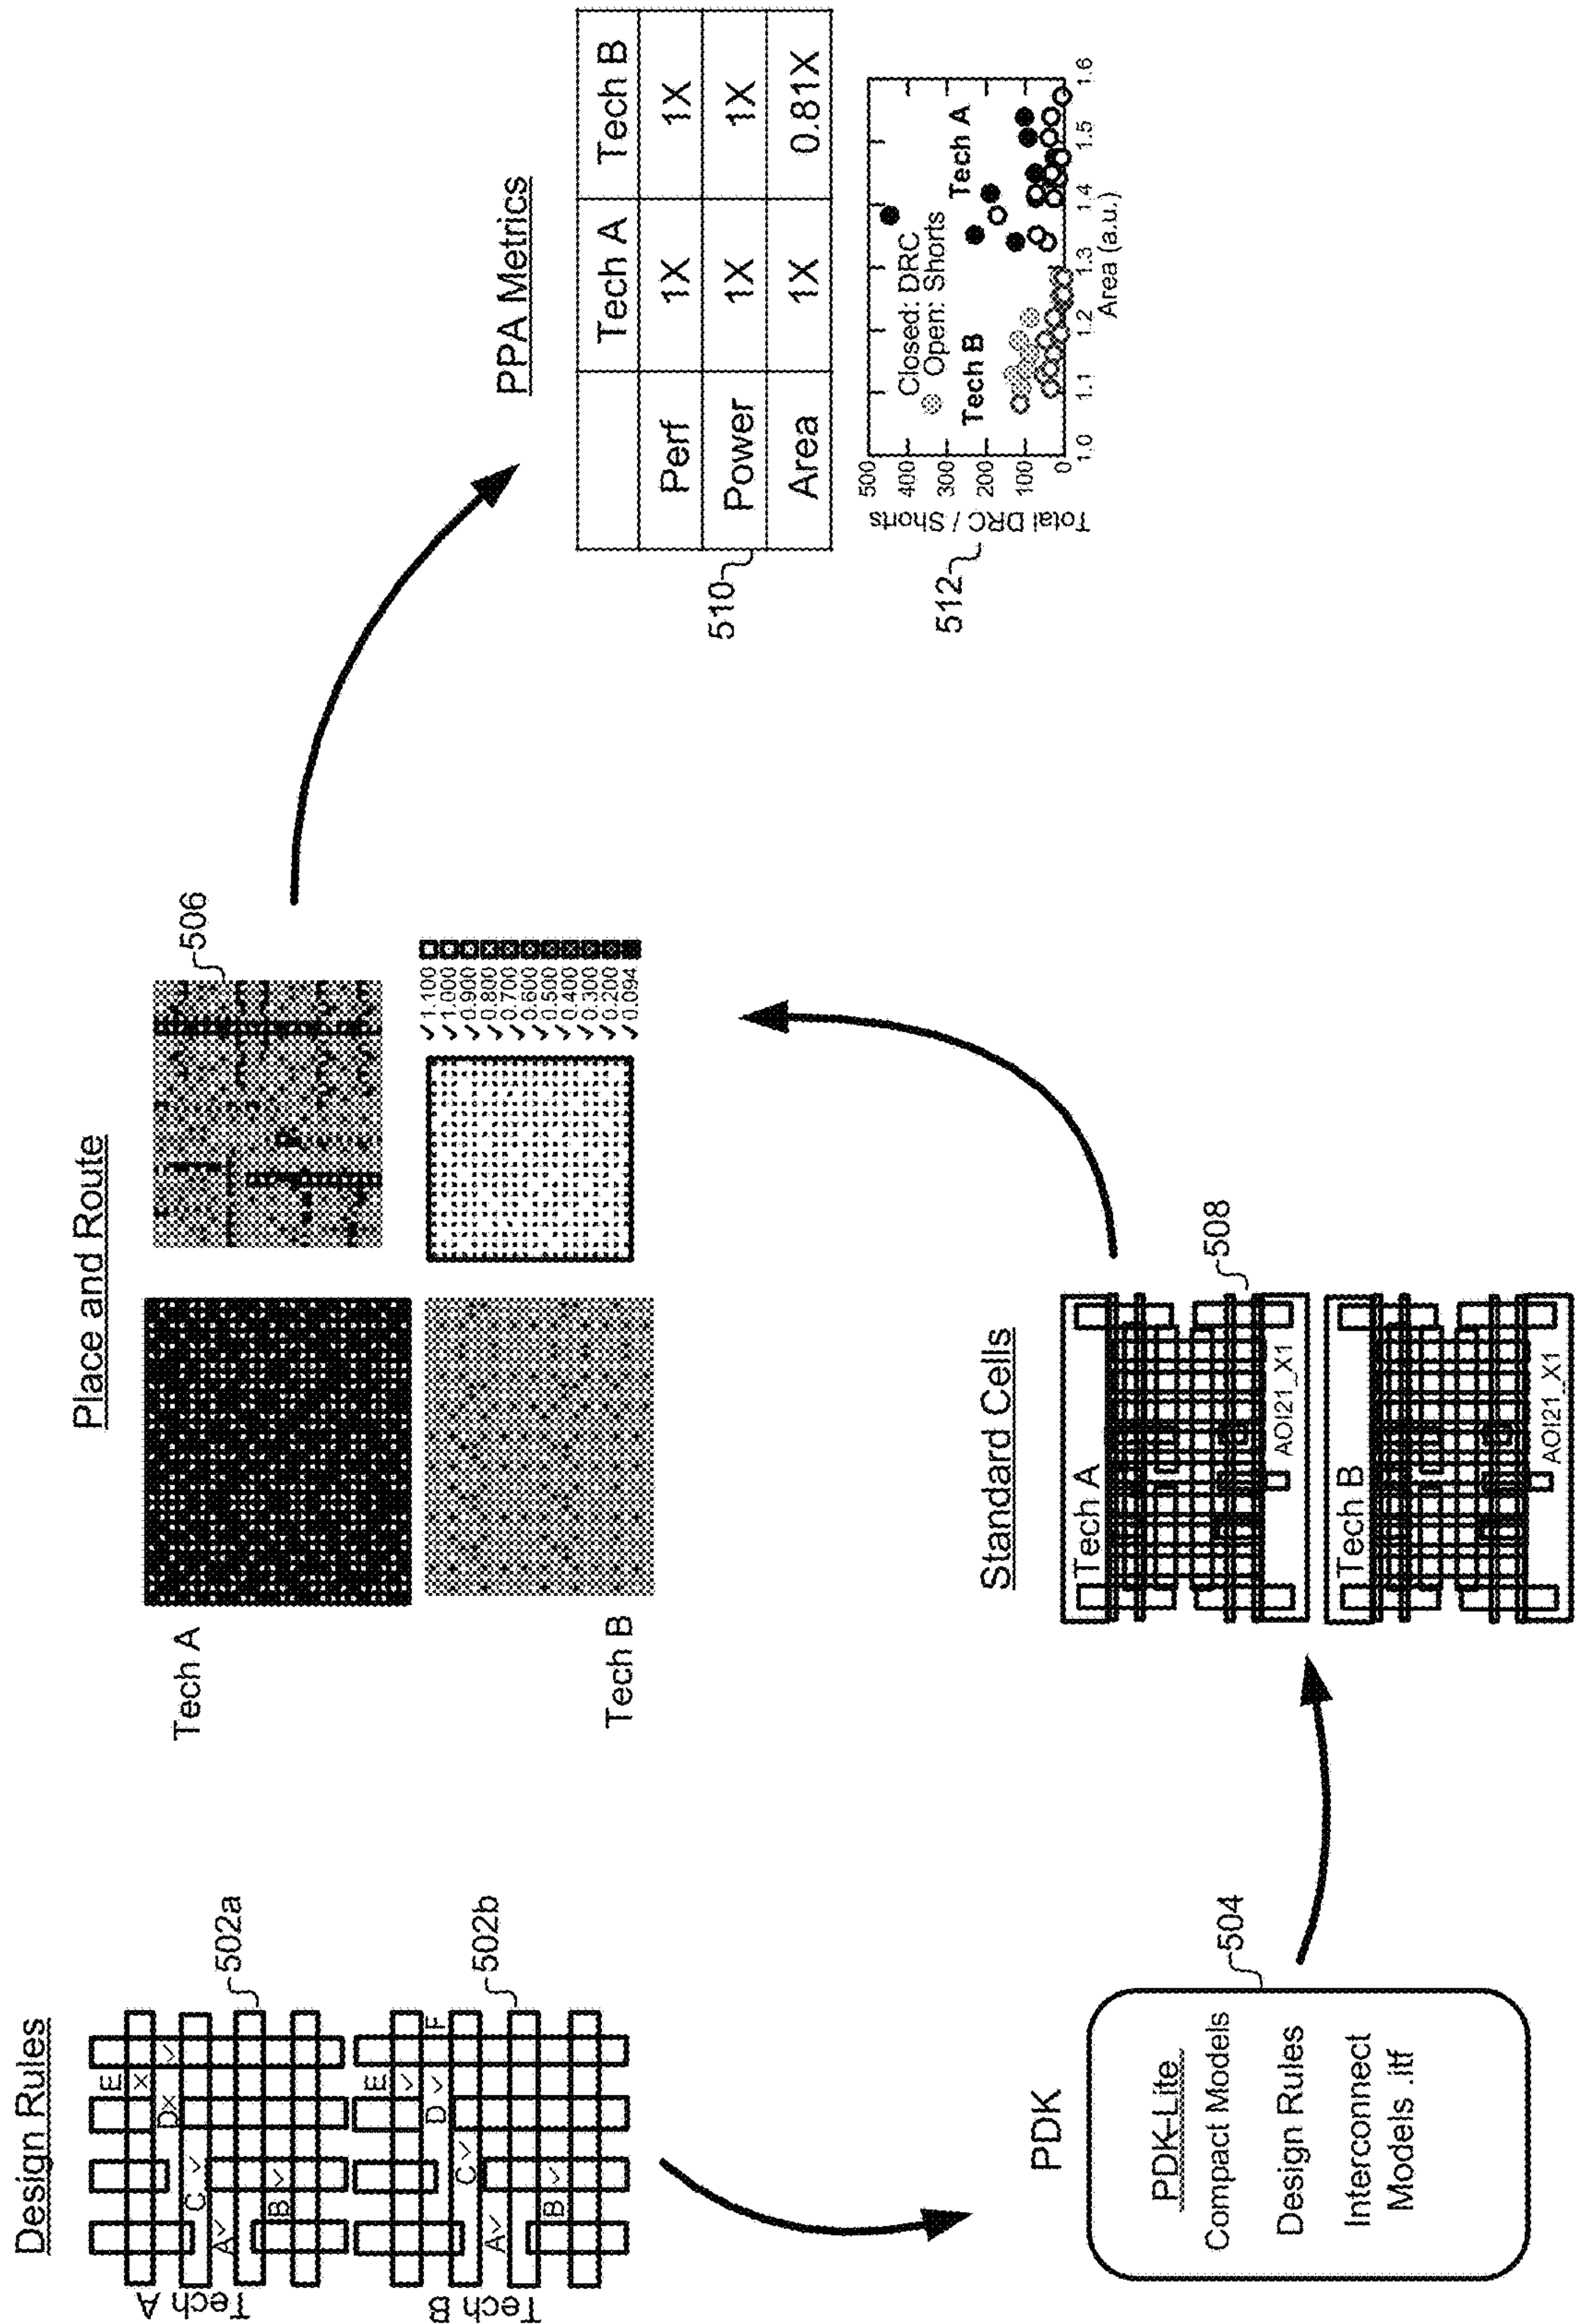 Design Rules
Tech A
E
×
D×
✓
C ✓
A✓
B✓
502a
Tech B
E
✓
F
D ✓
C✓
A✓
B✓
502b
PDK
PDK-Lite
Compact Models
Design Rules
Interconnect
Models .itf
504
Standard Cells
Tech A
AOI21_X1
508
Tech B
AOI21_X1
Place and Route
Tech A
506
Tech B
✓ 1.100
✓ 1.000
✓ 0.900
✓ 0.800
✓ 0.700
✓ 0.600
✓ 0.500
✓ 0.400
✓ 0.300
✓ 0.200
✓ 0.094
PPA Metrics
Tech A Tech B
Perf 1X 1X
Power 1X 1X
Area 1X 0.81X
510
Total DRC / Shorts
500
400
300
200
100
0
Closed: DRC
Open: Shorts
Tech B
Tech A
1.0 1.1 1.2 1.3 1.4 1.5 1.6
Area (a.u.)
512